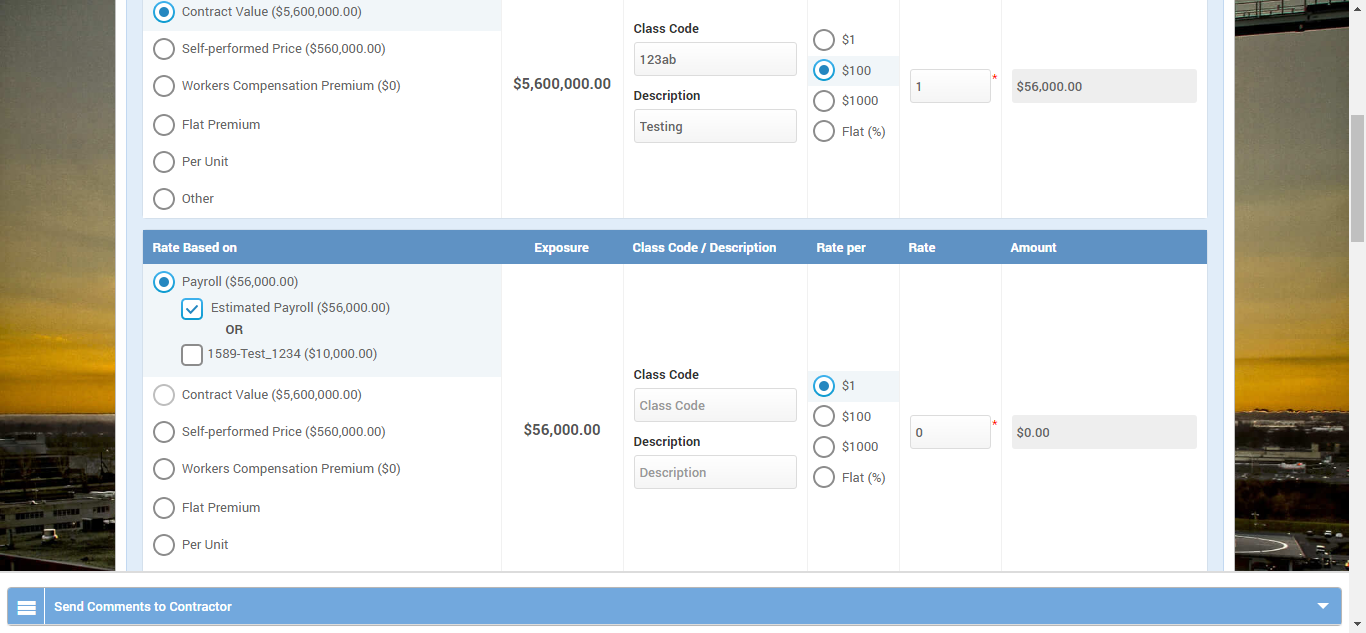 Contract Value ($5,600,000.00)
Self-performed Price ($560,000.00)
Workers Compensation Premium ($0)
Flat Premium
Per Unit
Other
$5,600,000.00
Class Code
123ab
Description
Testing
$1
$100
$1000
Flat (%)
1
*
$56,000.00
Rate Based on Exposure Class Code / Description Rate per Rate Amount
Payroll ($56,000.00)
Estimated Payroll ($56,000.00)
OR
1589-Test_1234 ($10,000.00)
Contract Value ($5,600,000.00)
Self-performed Price ($560,000.00)
Workers Compensation Premium ($0)
Flat Premium
Per Unit
$56,000.00
Class Code
Class Code
Description
Description
$1
$100
$1000
Flat (%)
0
*
$0.00
Send Comments to Contractor